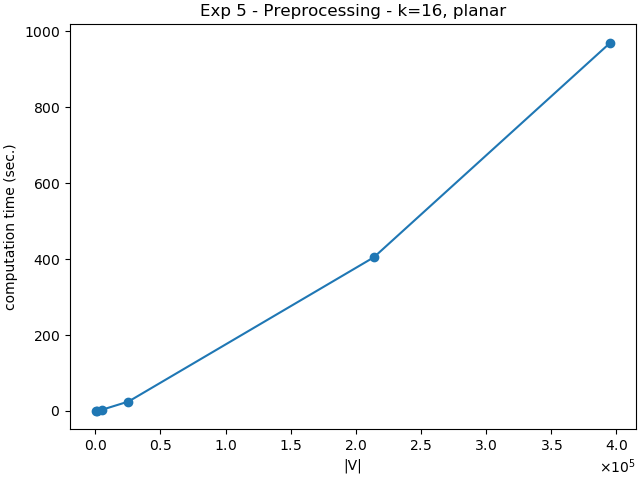 Exp 5 - Preprocessing - k=16, planar
1000
800
600
400
200
0
computation time (sec.)
0.0 0.5 1.0 1.5 2.0 2.5 3.0 3.5 4.0
|V|
×10⁵